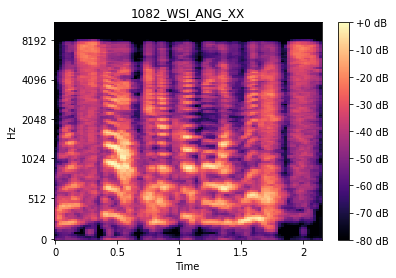 1082_WSI_ANG_XX
+0 dB
8192
-10 dB
4096
-20 dB
-30 dB
2048
Hz
-40 dB
1024
-50 dB
512
-60 dB
-70 dB
0
-80 dB
0
0.5
1
1.5
2
Time